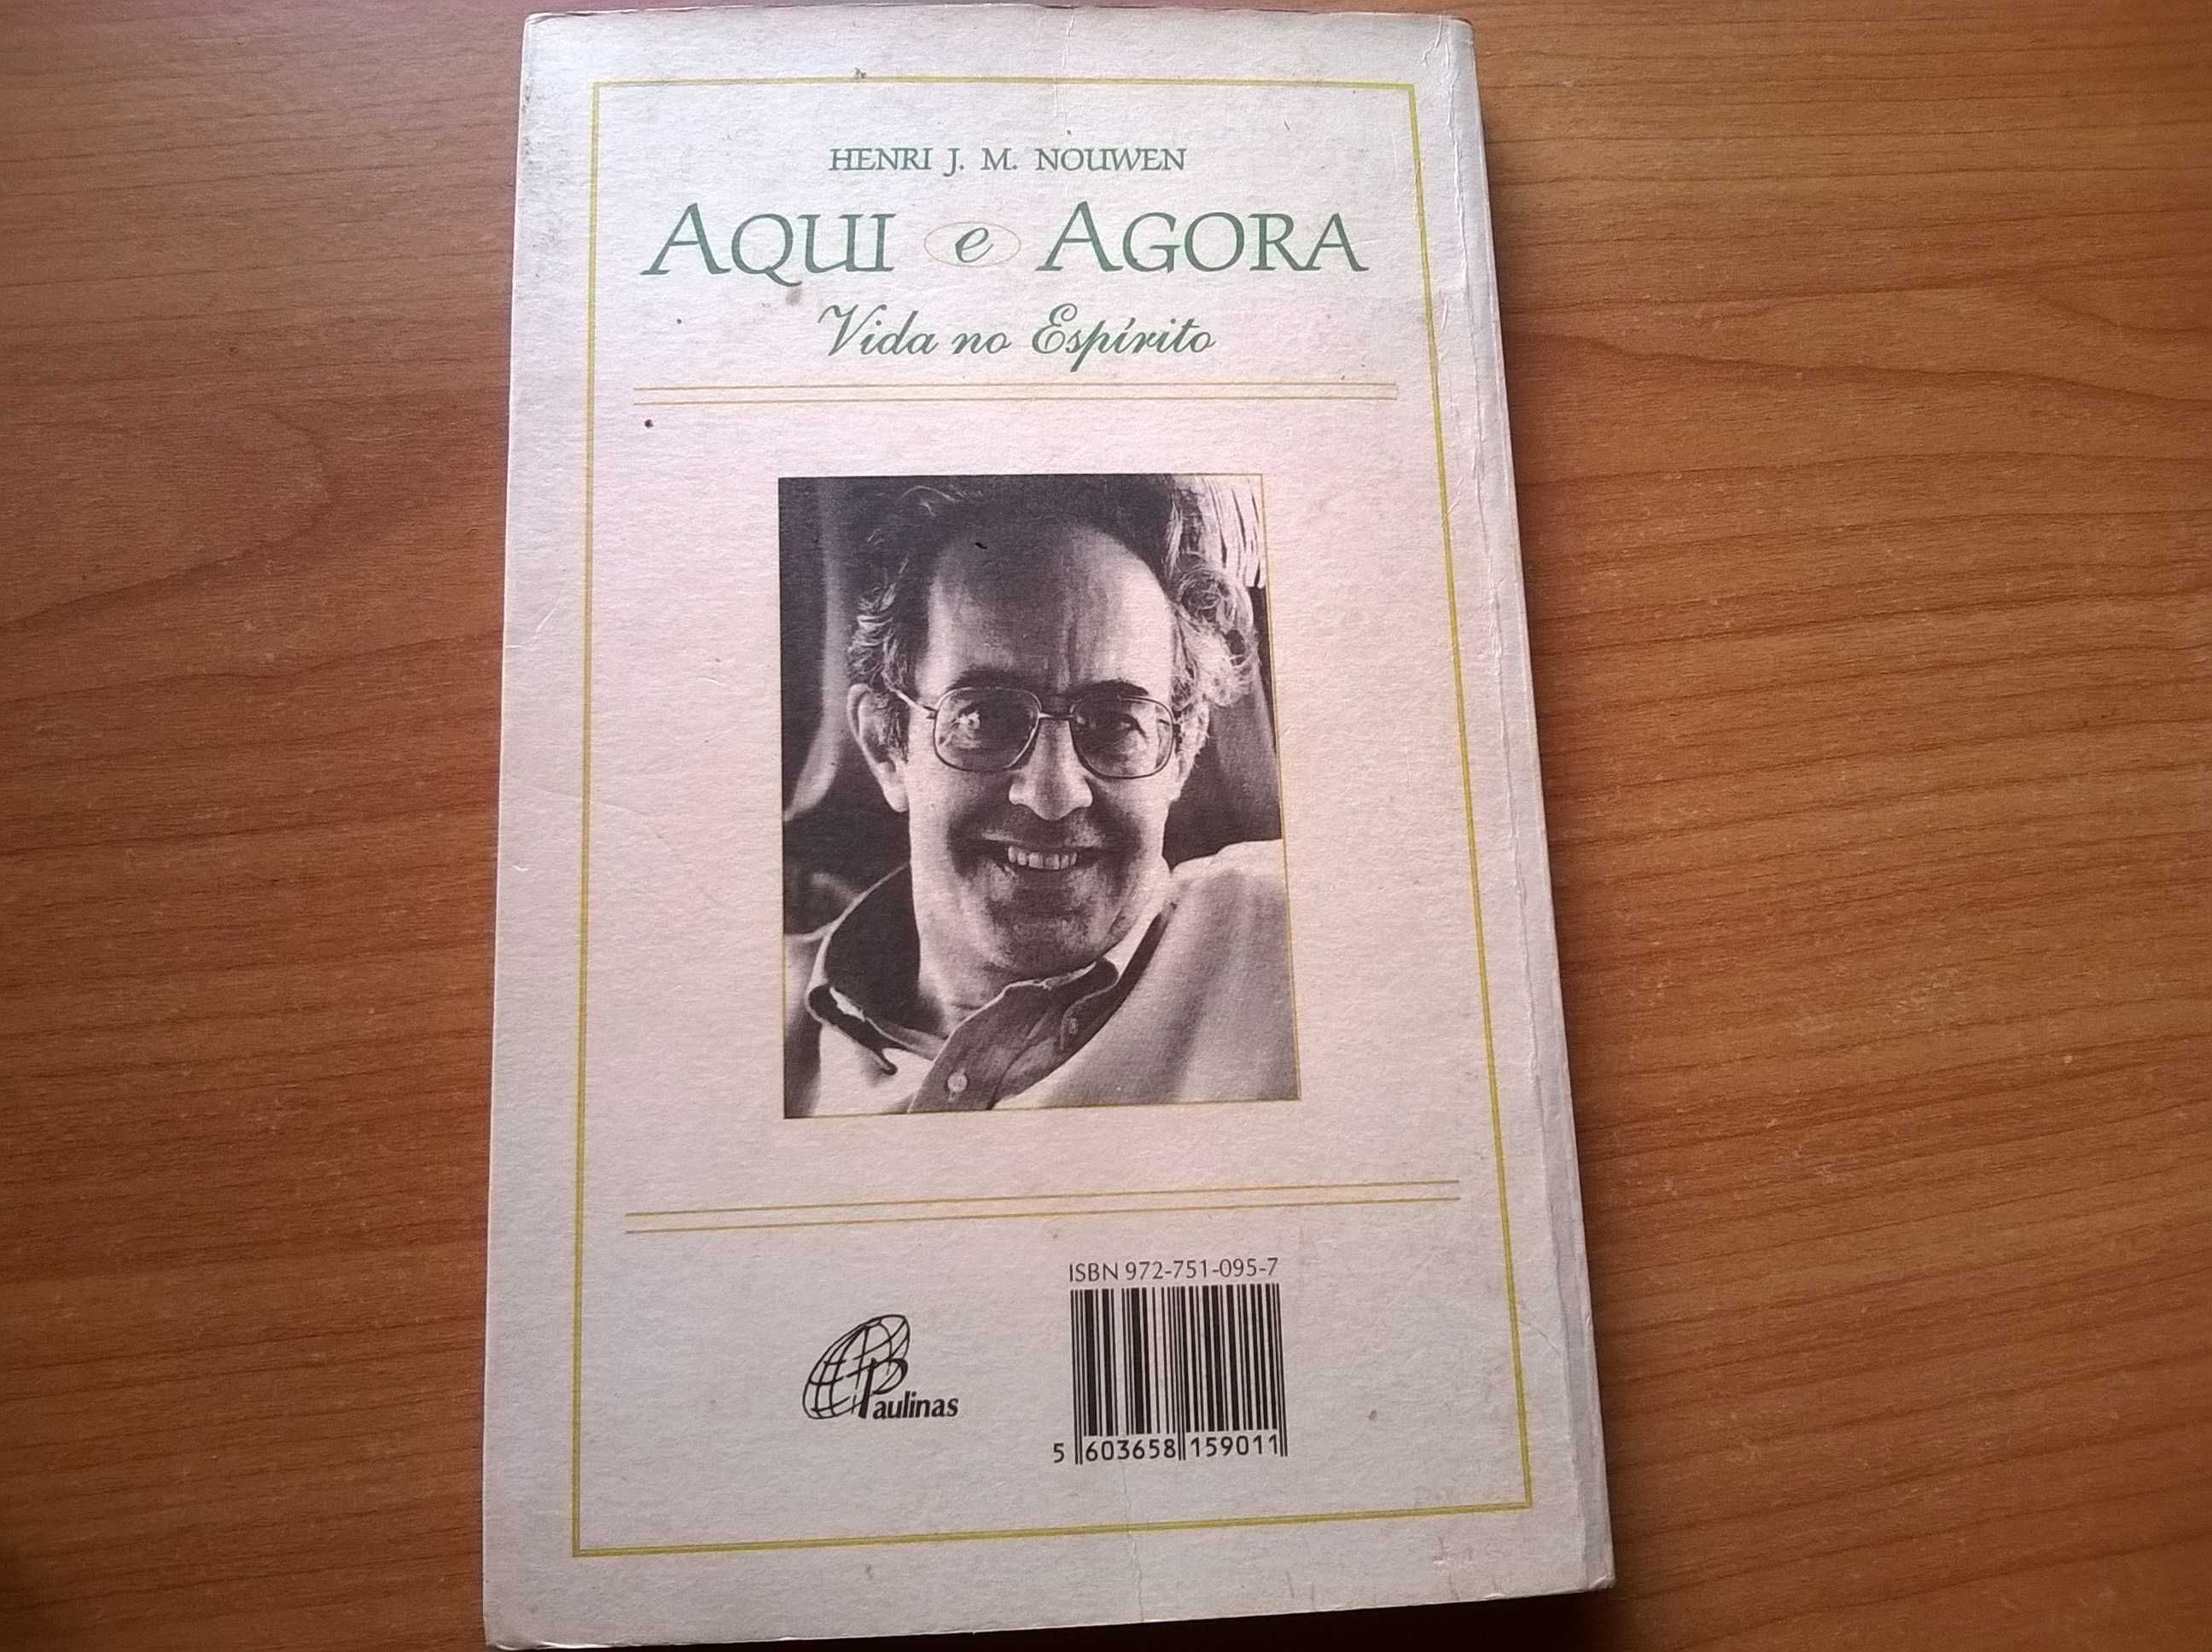 HENRI J. M. NOUWEN
AQUI e AGORA
Vida no Espírito
ISBN 972-751-095-7
Paulinas
5 603658 159011